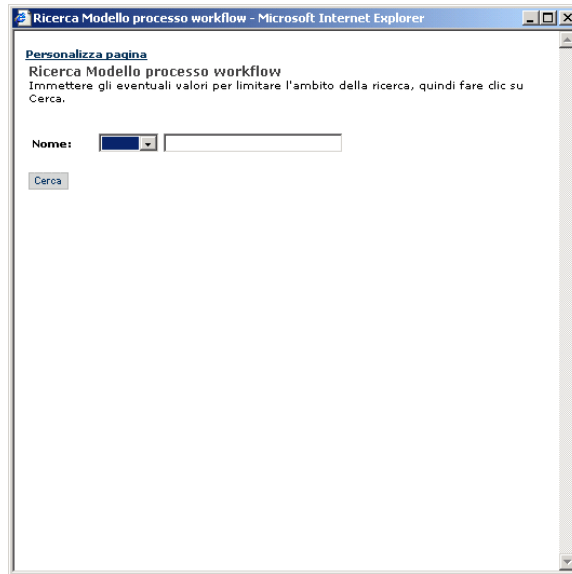 Ricerca Modello processo workflow - Microsoft Internet Explorer
Personalizza pagina
Ricerca Modello processo workflow
Immettere gli eventuali valori per limitare l'ambito della ricerca, quindi fare clic su
Cerca.
Nome:
Cerca